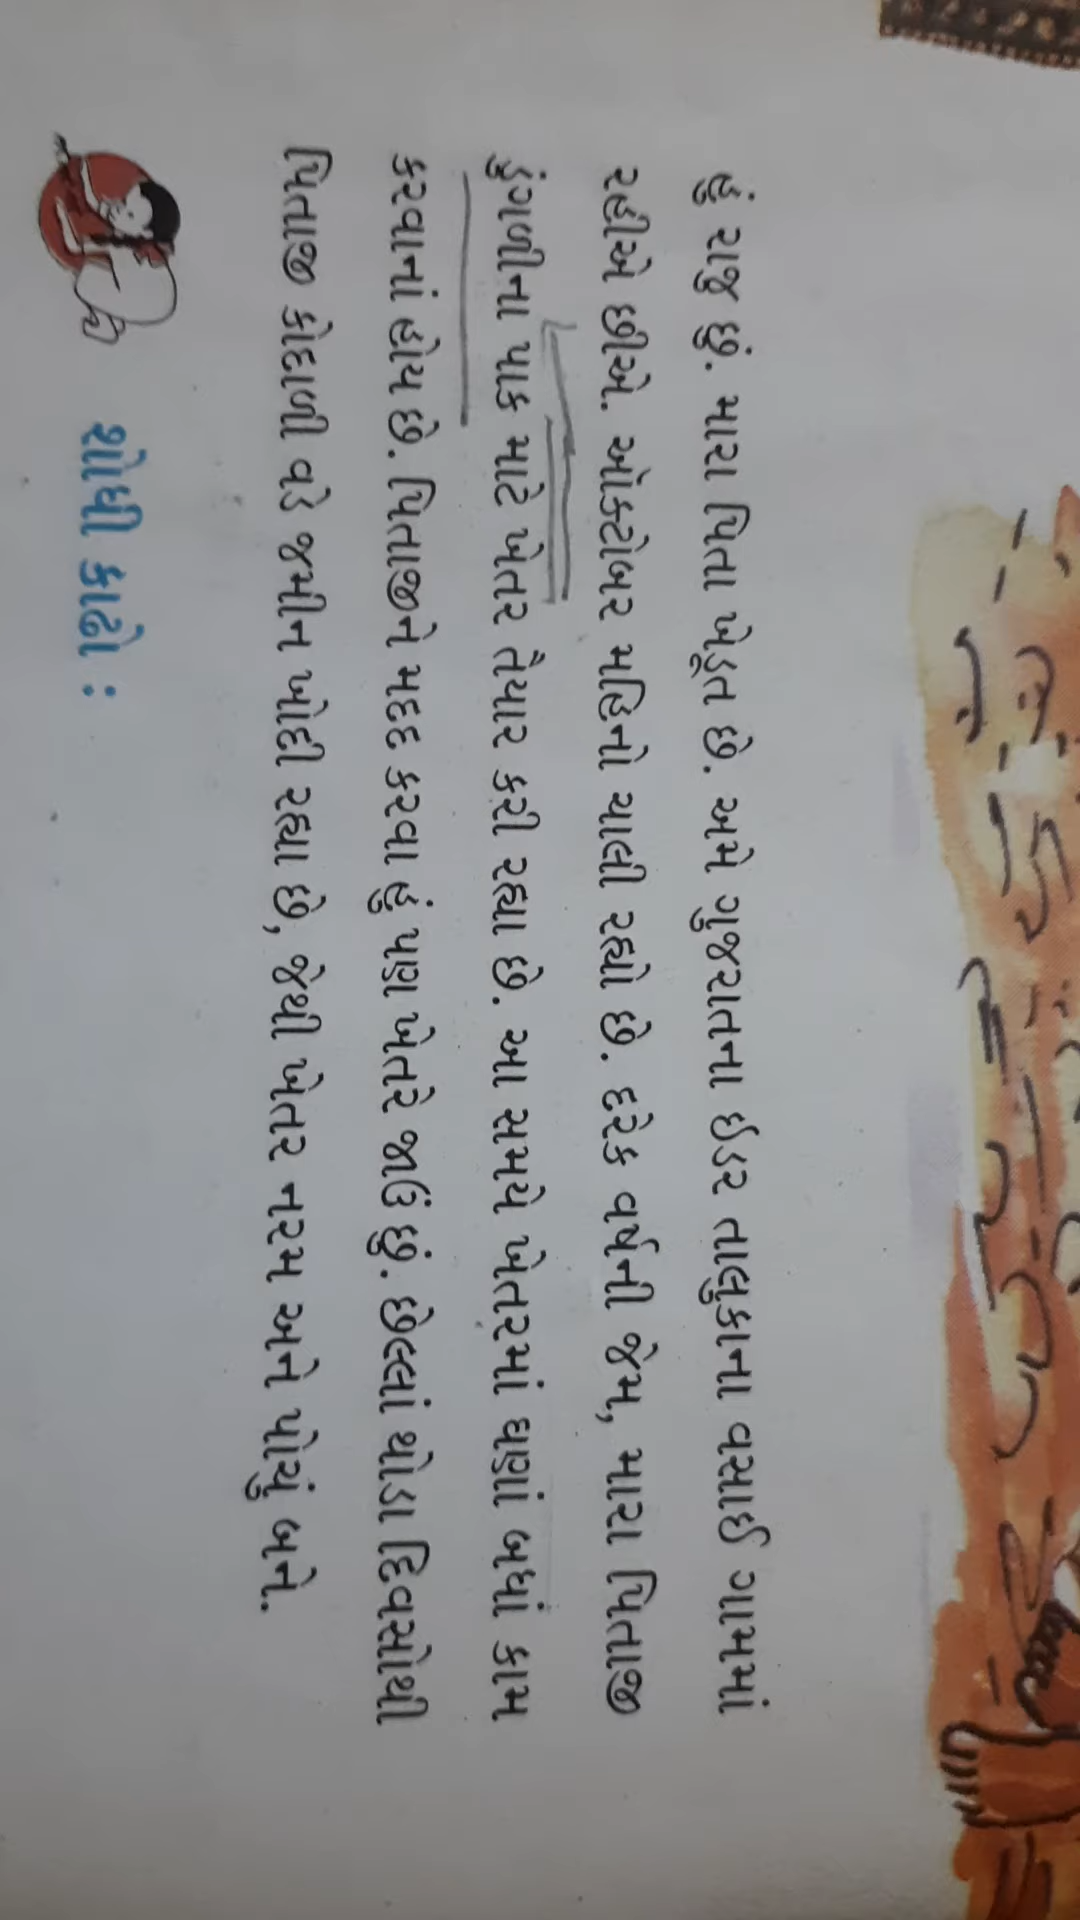 હું રાજુ છું. મારા પિતા ખેડૂત છે. અમે ગુજરાતના ઈડર તાલુકાના વસાઈ ગામમાં
રહીએ છીએ. ઑક્ટોબર મહિનો ચાલી રહ્યો છે. દરેક વર્ષની જેમ, મારા પિતાજી
ડુંગળીના પાક માટે ખેતર તૈયાર કરી રહ્યા છે. આ સમયે ખેતરમાં ઘણાં બધાં કામ
કરવાનાં હોય છે. પિતાજીને મદદ કરવા હું પણ ખેતરે જાઉં છું. છેલ્લાં થોડા દિવસોથી
પિતાજી કોદાળી વડે જમીન ખોદી રહ્યા છે, જેથી ખેતર નરમ અને પોચું બને.
શોધી કાઢો :